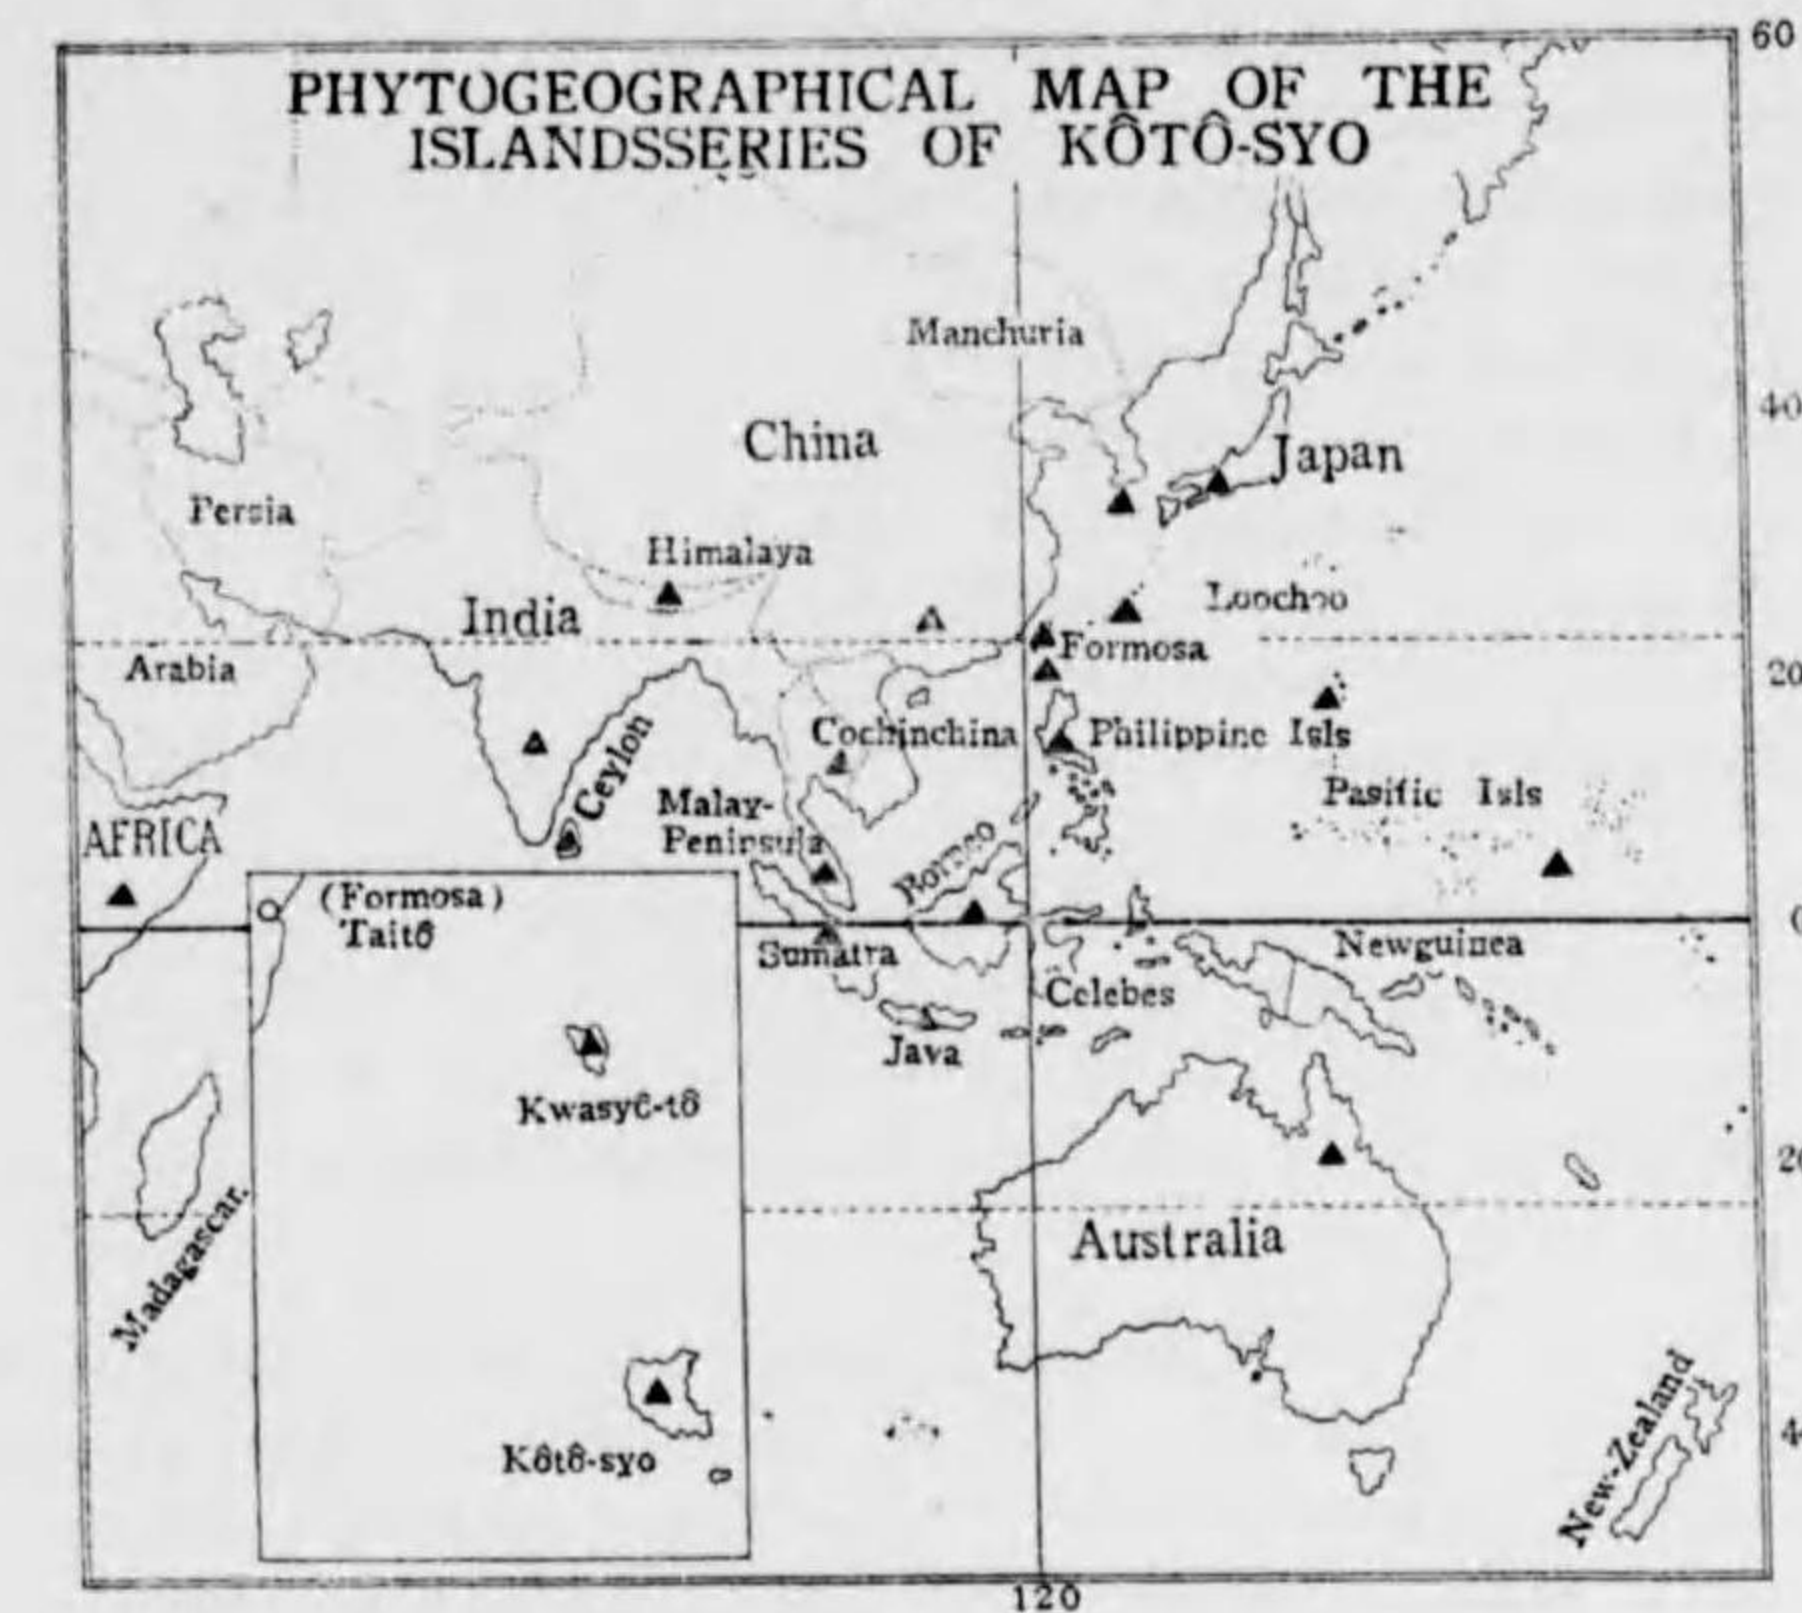 PHYTOGEOGRAPHICAL MAP OF THE
ISLANDSSERIES OF KÔTÔ-SYO
60
Manchuria
40
China
Japan
Persia
Himalaya
Loochoo
India
Formosa
Arabia
20
Cochinchina
Philippine Isls
Ceylon
Pasific Isls
Malay-
Peninsula
AFRICA
Borneo
(Formosa)
Taitô
0
Newguinea
Sumatra
Celebes
Java
Kwasyô-tô
20
Madagascar.
Australia
New-Zealand
Kôtô-syo
120